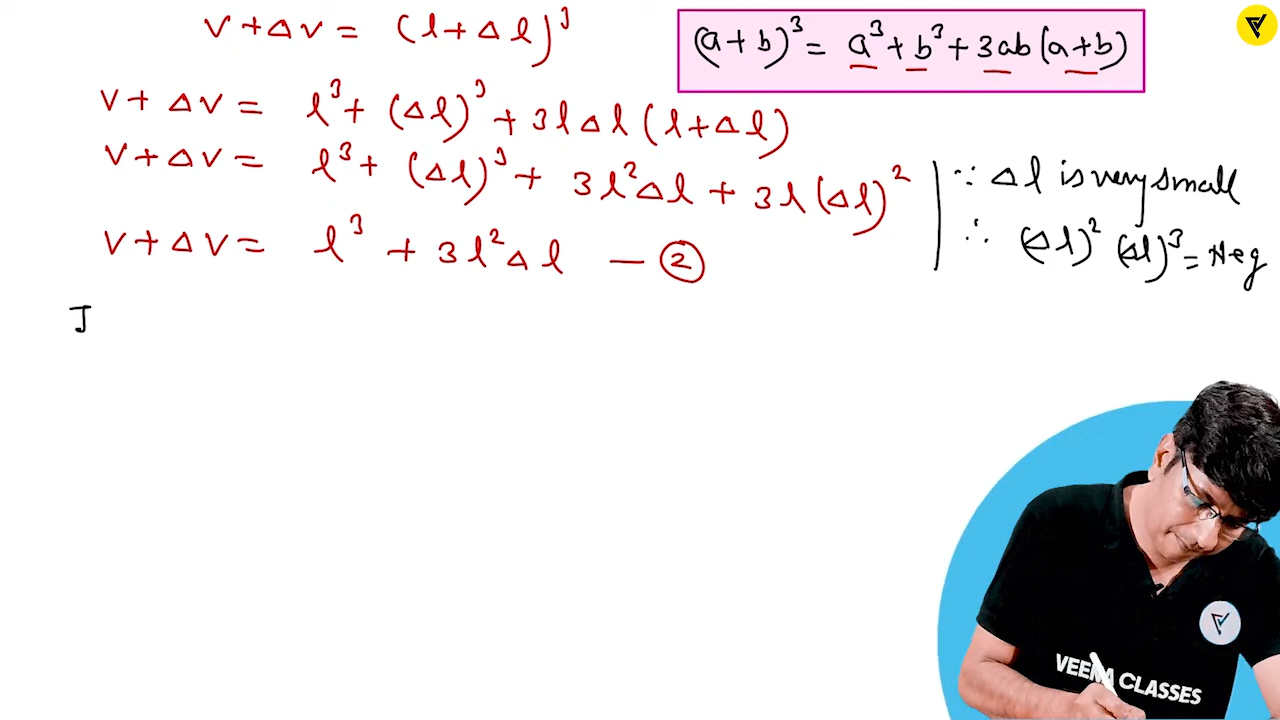 V + ΔV = (l + Δl)³
(a + b)³ = a³ + b³ + 3ab(a + b)
V + ΔV = l³ + (Δl)³ + 3lΔl(l + Δl)
V + ΔV = l³ + (Δl)³ + 3l²Δl + 3l(Δl)²
∵ Δl is very small
∴ (Δl)² (Δl)³ = Neg
V + ΔV = l³ + 3l²Δl — ②
I
VEENA CLASSES